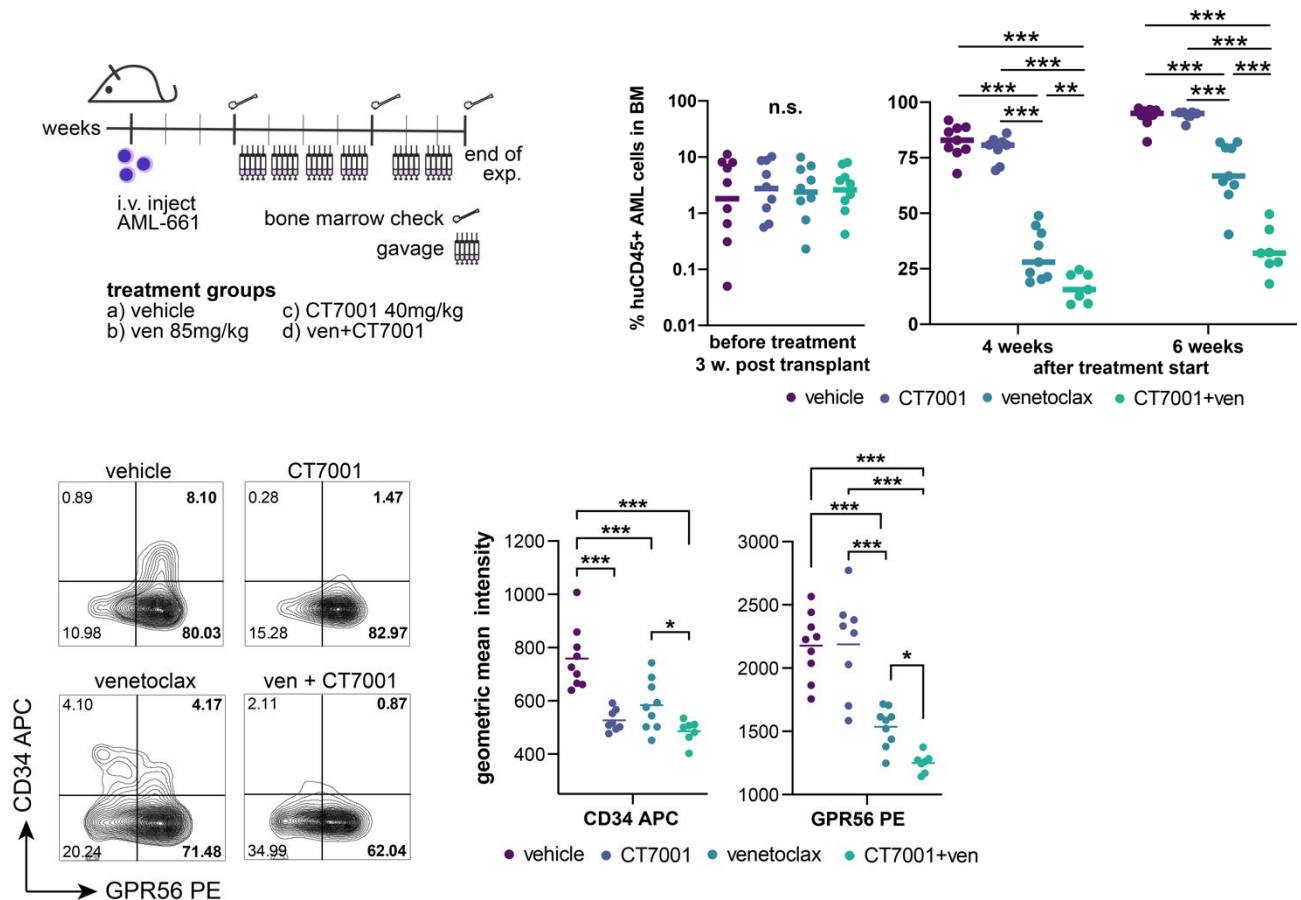 weeks
i.v. inject
AML-661
end of
exp.
bone marrow check
gavage
treatment groups
a) vehicle
c) CT7001 40mg/kg
b) ven 85mg/kg
d) ven+CT7001
% huCD45+ AML cells in BM
100
10
1
0.1
0.01
n.s.
before treatment
3 w. post transplant
100
75
50
25
0
***
***
***
**
***
***
***
***
***
***
4 weeks
6 weeks
after treatment start
vehicle
CT7001
venetoclax
CT7001+ven
vehicle
0.89
8.10
10.98
80.03
CT7001
0.28
1.47
15.28
82.97
venetoclax
4.10
4.17
20.24
71.48
ven + CT7001
2.11
0.87
34.99
62.04
CD34 APC
GPR56 PE
geometric mean intensity
1200
1000
800
600
400
***
***
***
*
CD34 APC
3000
2500
2000
1500
1000
***
***
***
***
*
GPR56 PE
vehicle
CT7001
venetoclax
CT7001+ven